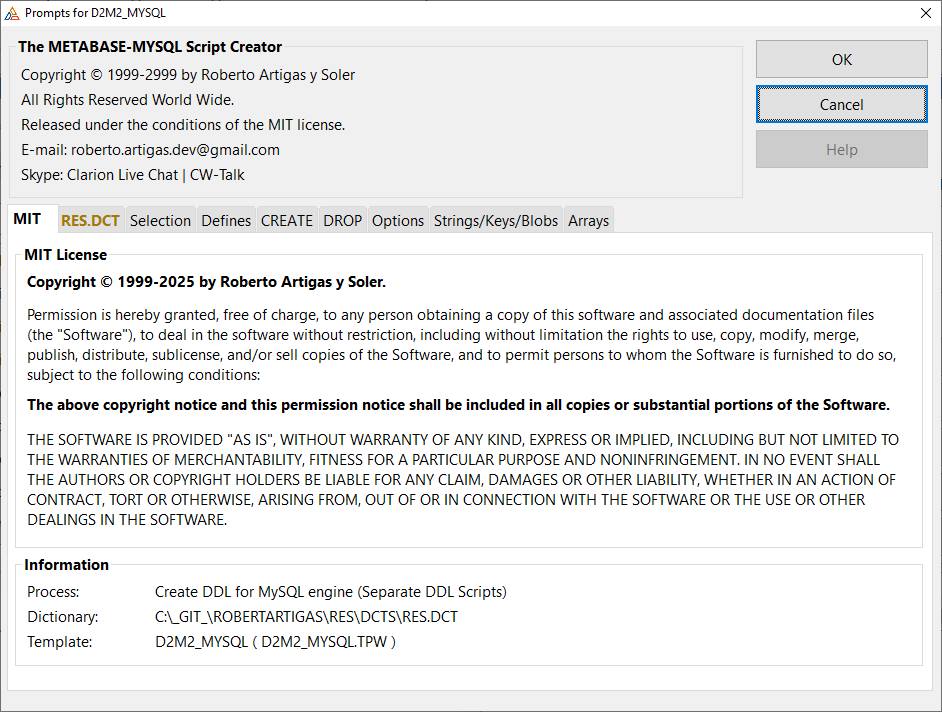 Prompts for D2M2_MYSQL
The METABASE-MYSQL Script Creator
Copyright © 1999-2999 by Roberto Artigas y Soler
All Rights Reserved World Wide.
Released under the conditions of the MIT license.
E-mail: roberto.artigas.dev@gmail.com
Skype: Clarion Live Chat | CW-Talk
OK
Cancel
Help
MIT RES.DCT Selection Defines CREATE DROP Options Strings/Keys/Blobs Arrays
MIT License
Copyright © 1999-2025 by Roberto Artigas y Soler.
Permission is hereby granted, free of charge, to any person obtaining a copy of this software and associated documentation files
(the "Software"), to deal in the software without restriction, including without limitation the rights to use, copy, modify, merge,
publish, distribute, sublicense, and/or sell copies of the Software, and to permit persons to whom the Software is furnished to do so,
subject to the following conditions:
The above copyright notice and this permission notice shall be included in all copies or substantial portions of the Software.
THE SOFTWARE IS PROVIDED "AS IS", WITHOUT WARRANTY OF ANY KIND, EXPRESS OR IMPLIED, INCLUDING BUT NOT LIMITED TO
THE WARRANTIES OF MERCHANTABILITY, FITNESS FOR A PARTICULAR PURPOSE AND NONINFRINGEMENT. IN NO EVENT SHALL
THE AUTHORS OR COPYRIGHT HOLDERS BE LIABLE FOR ANY CLAIM, DAMAGES OR OTHER LIABILITY, WHETHER IN AN ACTION OF
CONTRACT, TORT OR OTHERWISE, ARISING FROM, OUT OF OR IN CONNECTION WITH THE SOFTWARE OR THE USE OR OTHER
DEALINGS IN THE SOFTWARE.
Information
Process: Create DDL for MySQL engine (Separate DDL Scripts)
Dictionary: C:\_GIT_\ROBERTARTIGAS\RES\DCTS\RES.DCT
Template: D2M2_MYSQL ( D2M2_MYSQL.TPW )